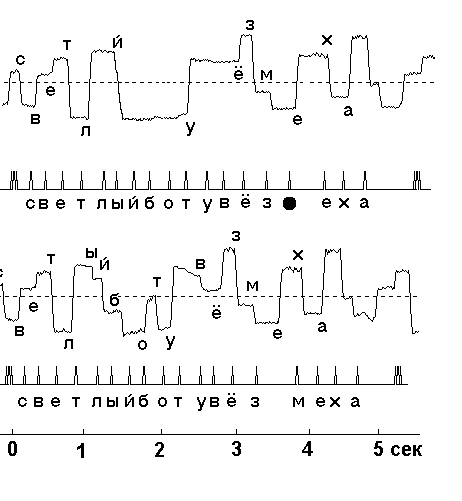 с в е т л й у ё з м е х а
с в е т л ы й б о т у в ё з ● е х а
с в е т л ы й б о т у в ё з м е х а
с в е т л ы й б о т у в ё з м е х а
0 1 2 3 4 5 сек